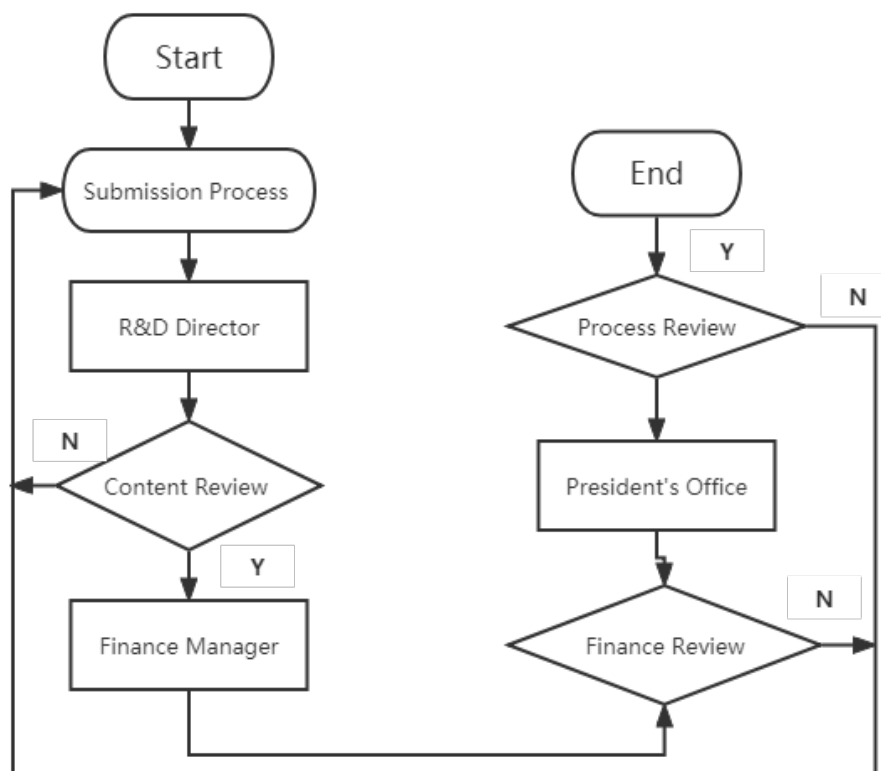 Start
Submission Process
R&D Director
N
Content Review
Y
Finance Manager
End
Y
N
Process Review
President's Office
N
Finance Review